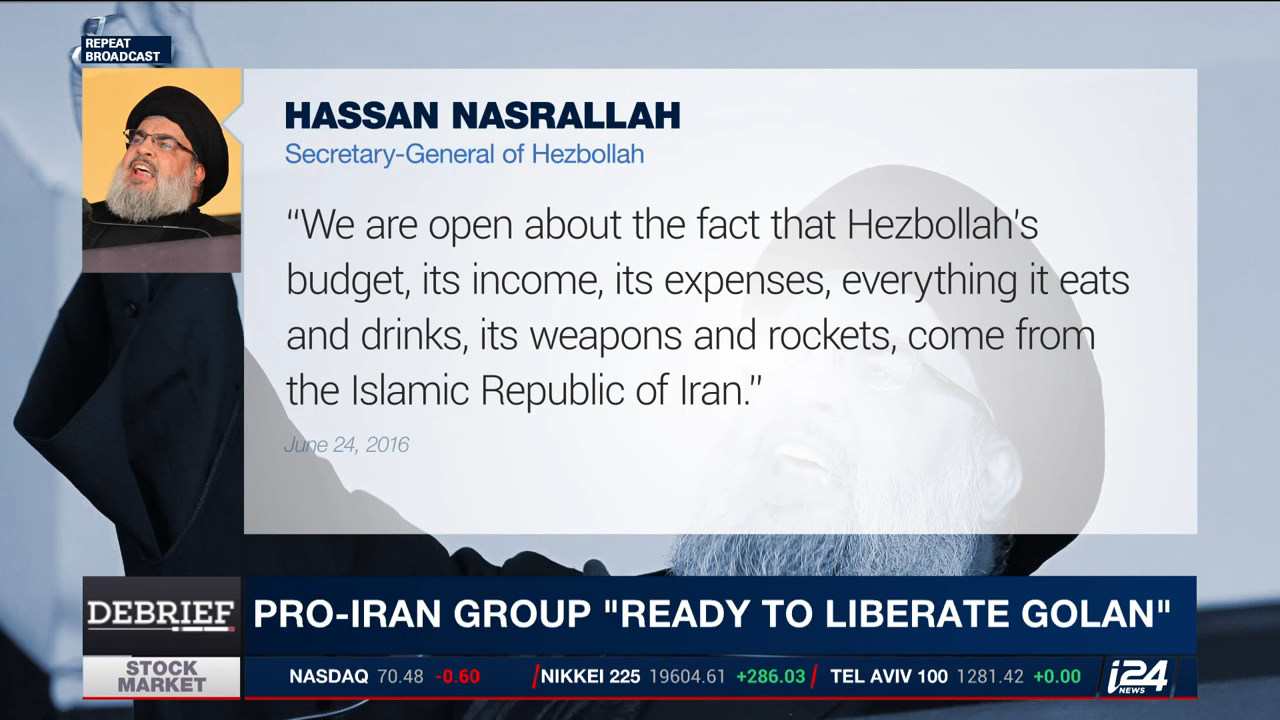 REPEAT
BROADCAST
HASSAN NASRALLAH
Secretary-General of Hezbollah
“We are open about the fact that Hezbollah’s
budget, its income, its expenses, everything it eats
and drinks, its weapons and rockets, come from
the Islamic Republic of Iran.”
June 24, 2016
DEBRIEF
PRO-IRAN GROUP "READY TO LIBERATE GOLAN"
STOCK
MARKET
NASDAQ 70.48 -0.60 / NIKKEI 225 19604.61 +286.03 / TEL AVIV 100 1281.42 +0.00
i24
NEWS